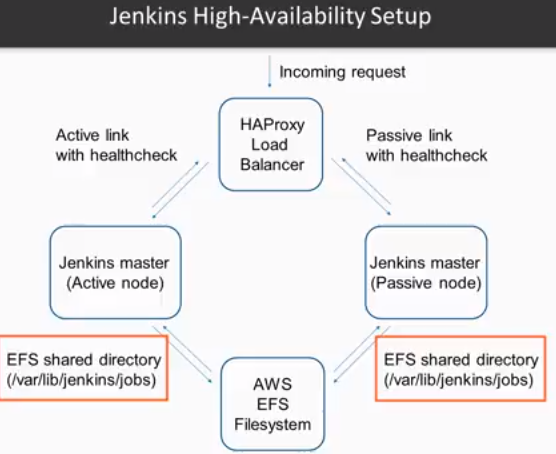 Jenkins High-Availability Setup
Incoming request
HAProxy
Load
Balancer
Active link
with healthcheck
Passive link
with healthcheck
Jenkins master
(Active node)
Jenkins master
(Passive node)
EFS shared directory
(/var/lib/jenkins/jobs)
AWS
EFS
Filesystem
EFS shared directory
(/var/lib/jenkins/jobs)